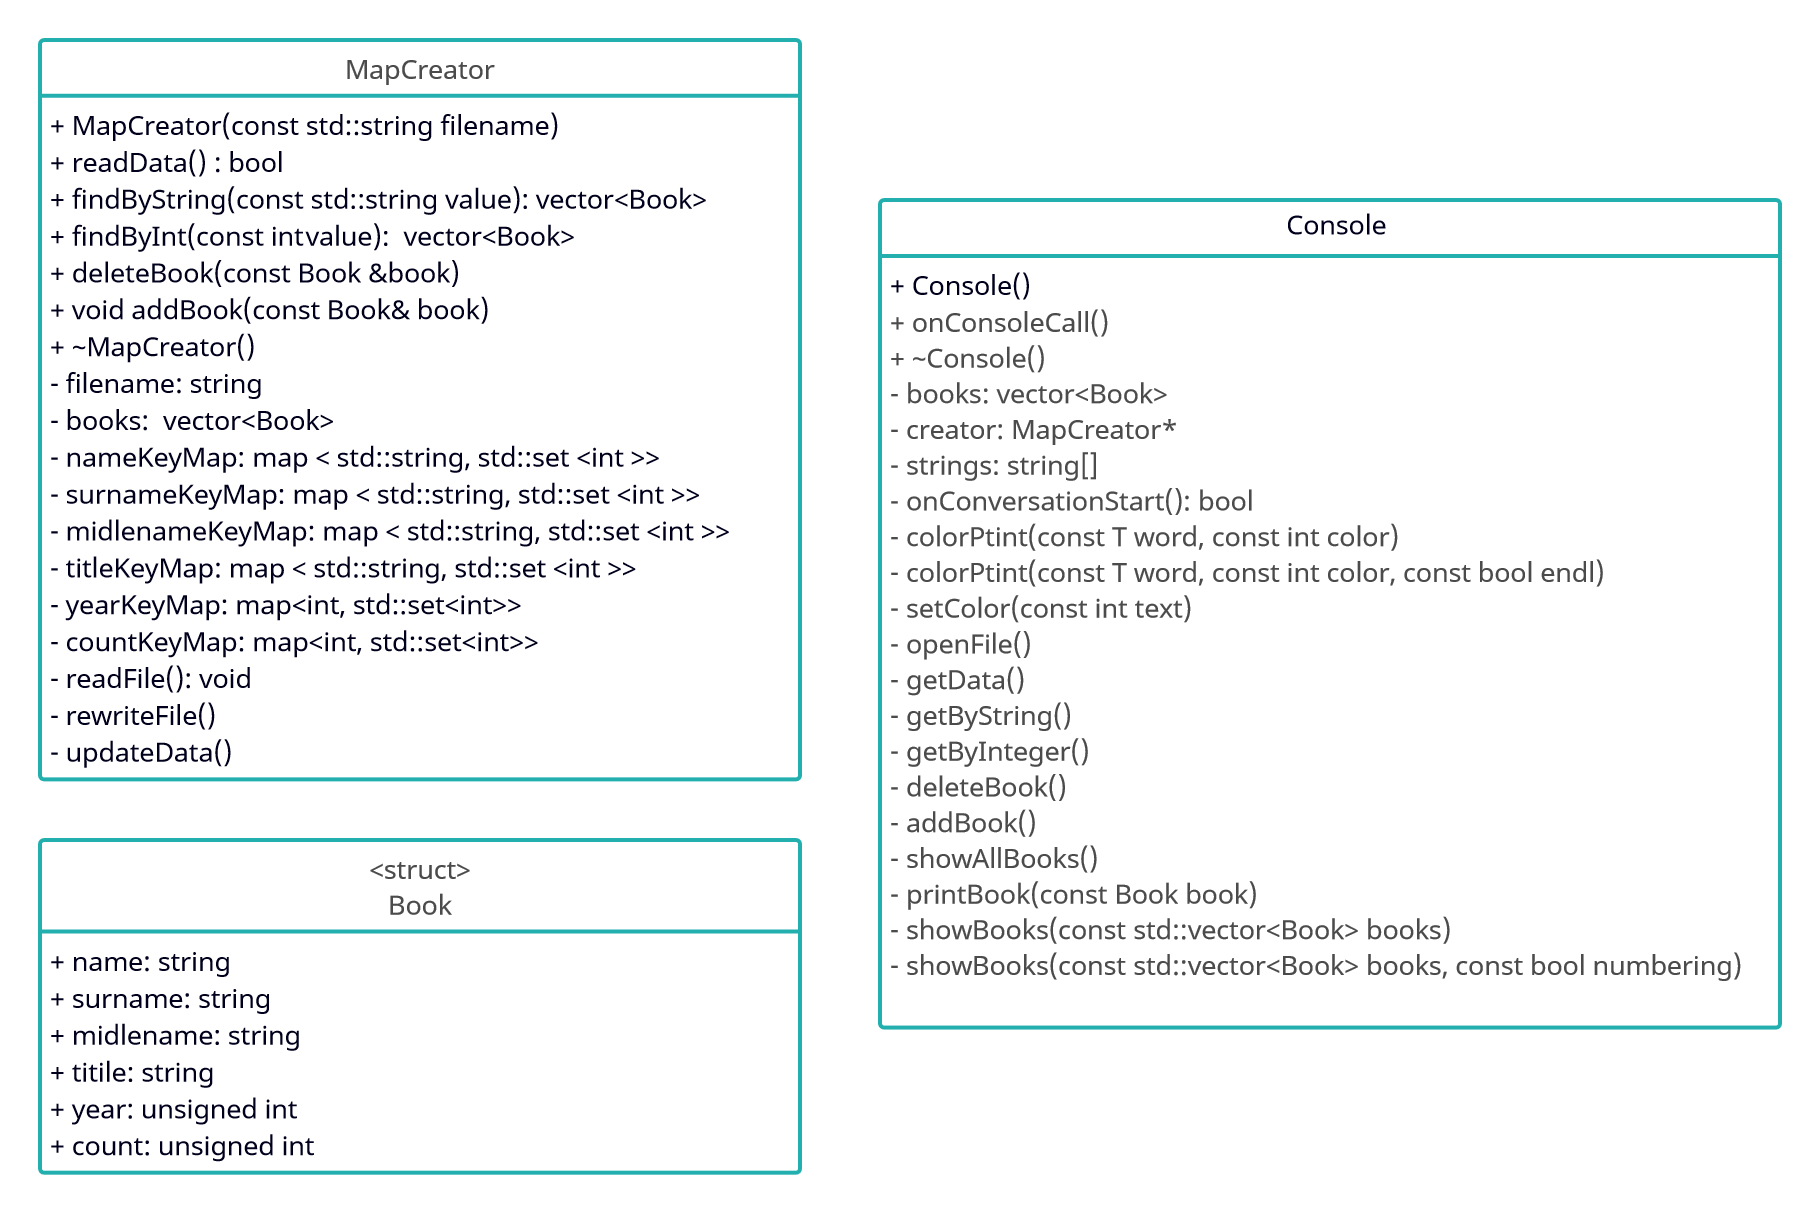 MapCreator
+ MapCreator(const std::string filename)
+ readData() : bool
+ findByString(const std::string value): vector<Book>
+ findByInt(const intvalue):  vector<Book>
+ deleteBook(const Book &book)
+ void addBook(const Book& book)
+ ~MapCreator()
- filename: string
- books:  vector<Book>
- nameKeyMap: map < std::string, std::set <int >>
- surnameKeyMap: map < std::string, std::set <int >>
- midlenameKeyMap: map < std::string, std::set <int >>
- titleKeyMap: map < std::string, std::set <int >>
- yearKeyMap: map<int, std::set<int>>
- countKeyMap: map<int, std::set<int>>
- readFile(): void
- rewriteFile()
- updateData()
<struct>
Book
+ name: string
+ surname: string
+ midlename: string
+ titile: string
+ year: unsigned int
+ count: unsigned int
Console
+ Console()
+ onConsoleCall()
+ ~Console()
- books: vector<Book>
- creator: MapCreator*
- strings: string[]
- onConversationStart(): bool
- colorPtint(const T word, const int color)
- colorPtint(const T word, const int color, const bool endl)
- setColor(const int text)
- openFile()
- getData()
- getByString()
- getByInteger()
- deleteBook()
- addBook()
- showAllBooks()
- printBook(const Book book)
- showBooks(const std::vector<Book> books)
- showBooks(const std::vector<Book> books, const bool numbering)